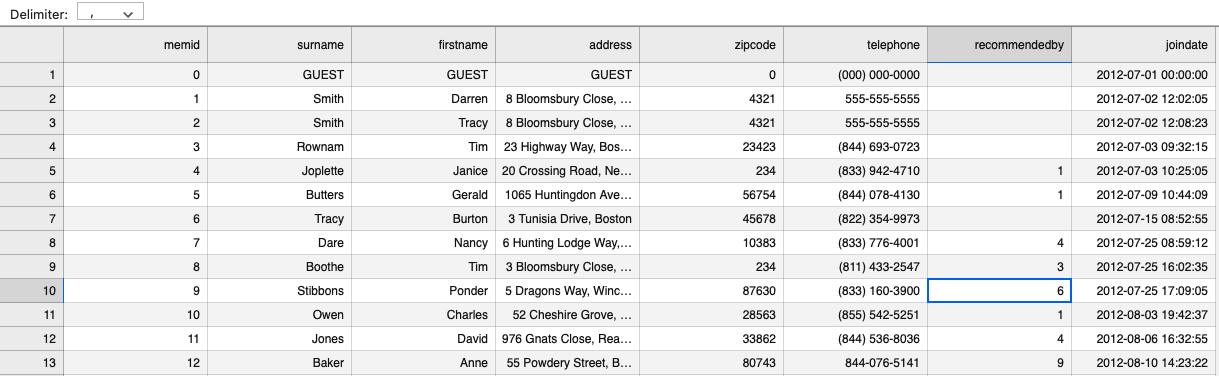 Delimiter: ,
memid surname firstname address zipcode telephone recommendedby joindate
1 0 GUEST GUEST GUEST 0 (000) 000-0000 2012-07-01 00:00:00
2 1 Smith Darren 8 Bloomsbury Close, ... 4321 555-555-5555 2012-07-02 12:02:05
3 2 Smith Tracy 8 Bloomsbury Close, ... 4321 555-555-5555 2012-07-02 12:08:23
4 3 Rownam Tim 23 Highway Way, Bos... 23423 (844) 693-0723 2012-07-03 09:32:15
5 4 Joplette Janice 20 Crossing Road, Ne... 234 (833) 942-4710 1 2012-07-03 10:25:05
6 5 Butters Gerald 1065 Huntingdon Ave... 56754 (844) 078-4130 1 2012-07-09 10:44:09
7 6 Tracy Burton 3 Tunisia Drive, Boston 45678 (822) 354-9973 2012-07-15 08:52:55
8 7 Dare Nancy 6 Hunting Lodge Way,... 10383 (833) 776-4001 4 2012-07-25 08:59:12
9 8 Boothe Tim 3 Bloomsbury Close, ... 234 (811) 433-2547 3 2012-07-25 16:02:35
10 9 Stibbons Ponder 5 Dragons Way, Winc... 87630 (833) 160-3900 6 2012-07-25 17:09:05
11 10 Owen Charles 52 Cheshire Grove, ... 28563 (855) 542-5251 1 2012-08-03 19:42:37
12 11 Jones David 976 Gnats Close, Rea... 33862 (844) 536-8036 4 2012-08-06 16:32:55
13 12 Baker Anne 55 Powdery Street, B... 80743 844-076-5141 9 2012-08-10 14:23:22